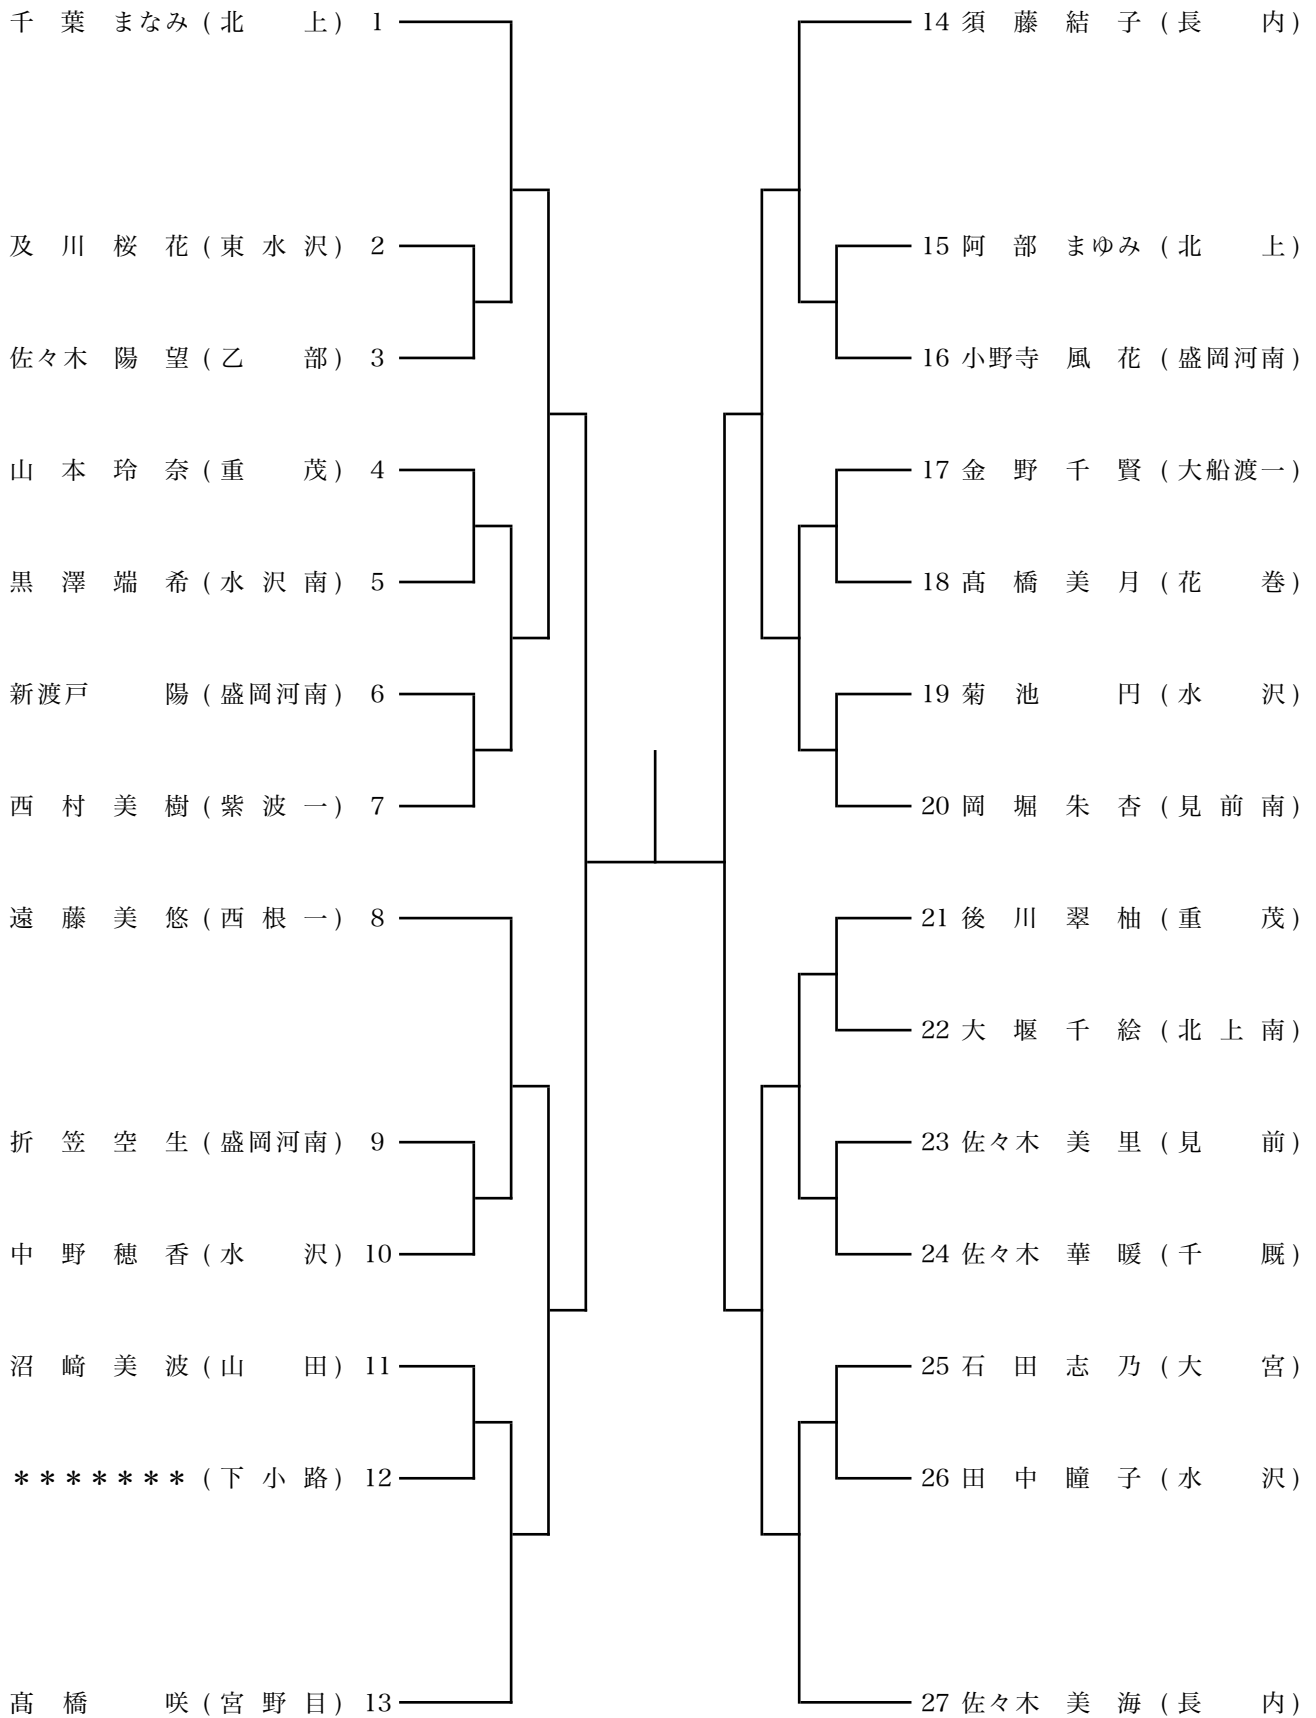 千葉 まなみ (北上) 1
及川 桜花 (東水沢) 2
佐々木 陽望 (乙部) 3
山本 玲奈 (重茂) 4
黒澤 端希 (水沢南) 5
新渡戸 陽 (盛岡河南) 6
西村 美樹 (紫波一) 7
遠藤 美悠 (西根一) 8
折笠 空生 (盛岡河南) 9
中野 穂香 (水沢) 10
沼﨑 美波 (山田) 11
******* (下小路) 12
髙橋 咲 (宮野目) 13
14 須藤 結子 (長内)
15 阿部 まゆみ (北上)
16 小野寺 風花 (盛岡河南)
17 金野 千賢 (大船渡一)
18 髙橋 美月 (花巻)
19 菊池 円 (水沢)
20 岡堀 朱杏 (見前南)
21 後川 翠柚 (重茂)
22 大堰 千絵 (北上南)
23 佐々木 美里 (見前)
24 佐々木 華暖 (千厩)
25 石田 志乃 (大宮)
26 田中 瞳子 (水沢)
27 佐々木 美海 (長内)